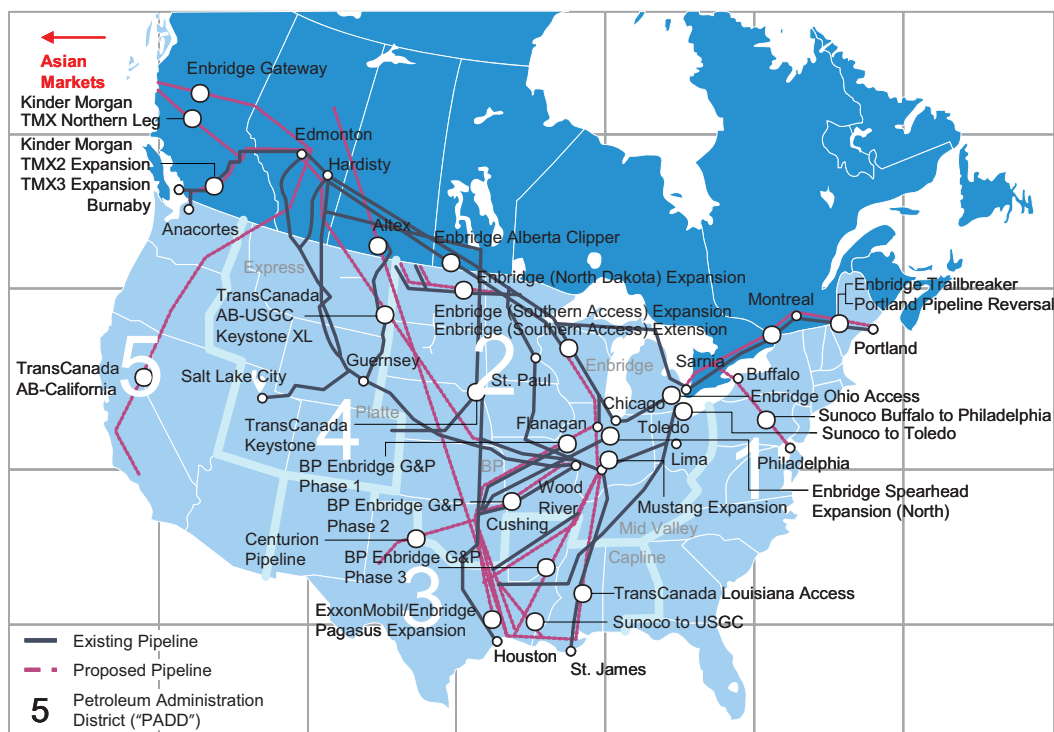 Asian
Markets
Enbridge Gateway
Kinder Morgan
TMX Northern Leg
Kinder Morgan
TMX2 Expansion
TMX3 Expansion
Burnaby
Anacortes
Edmonton
Hardisty
Altex
Enbridge Alberta Clipper
Express
Enbridge (North Dakota) Expansion
Enbridge Trailbreaker
Portland Pipeline Reversal
Montreal
TransCanada
AB-USGC
Keystone XL
Enbridge (Southern Access) Expansion
Enbridge (Southern Access) Extension
Portland
5
2
Guernsey
Enbridge
Sarnia
TransCanada
AB-California
Salt Lake City
St. Paul
Buffalo
Enbridge Ohio Access
Platte
Chicago
Sunoco Buffalo to Philadelphia
TransCanada
Keystone
4
Flanagan
Toledo
Sunoco to Toledo
BP Enbridge G&P
Phase 1
BP
Lima
1
Philadelphia
BP Enbridge G&P
Phase 2
Wood
River
Mustang Expansion
Enbridge Spearhead
Expansion (North)
Cushing
Mid Valley
Centurion
Pipeline
BP Enbridge G&P
Phase 3
Capline
3
TransCanada Louisiana Access
ExxonMobil/Enbridge
Pagasus Expansion
Sunoco to USGC
Houston
St. James
Existing Pipeline
Proposed Pipeline
5
Petroleum Administration
District (“PADD”)